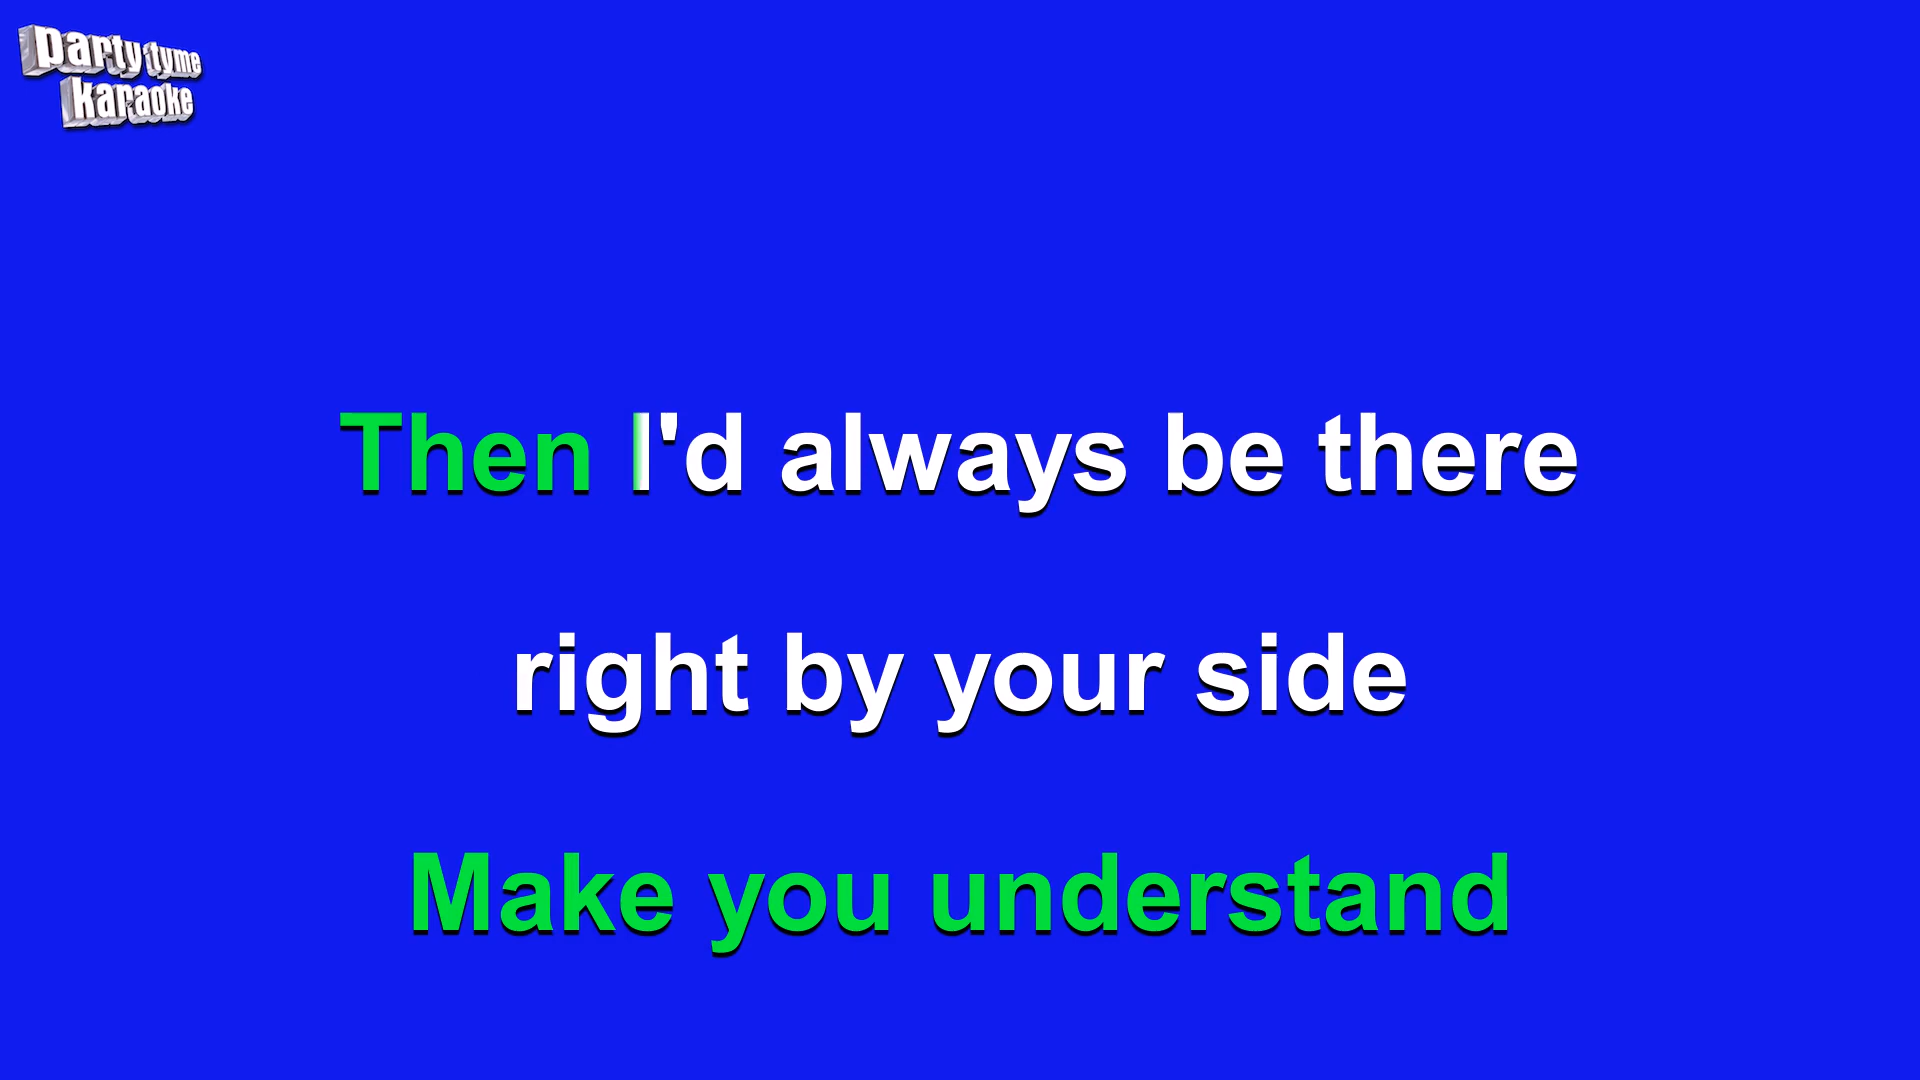 party tyme
karaoke
Then I'd always be there
right by your side
Make you understand